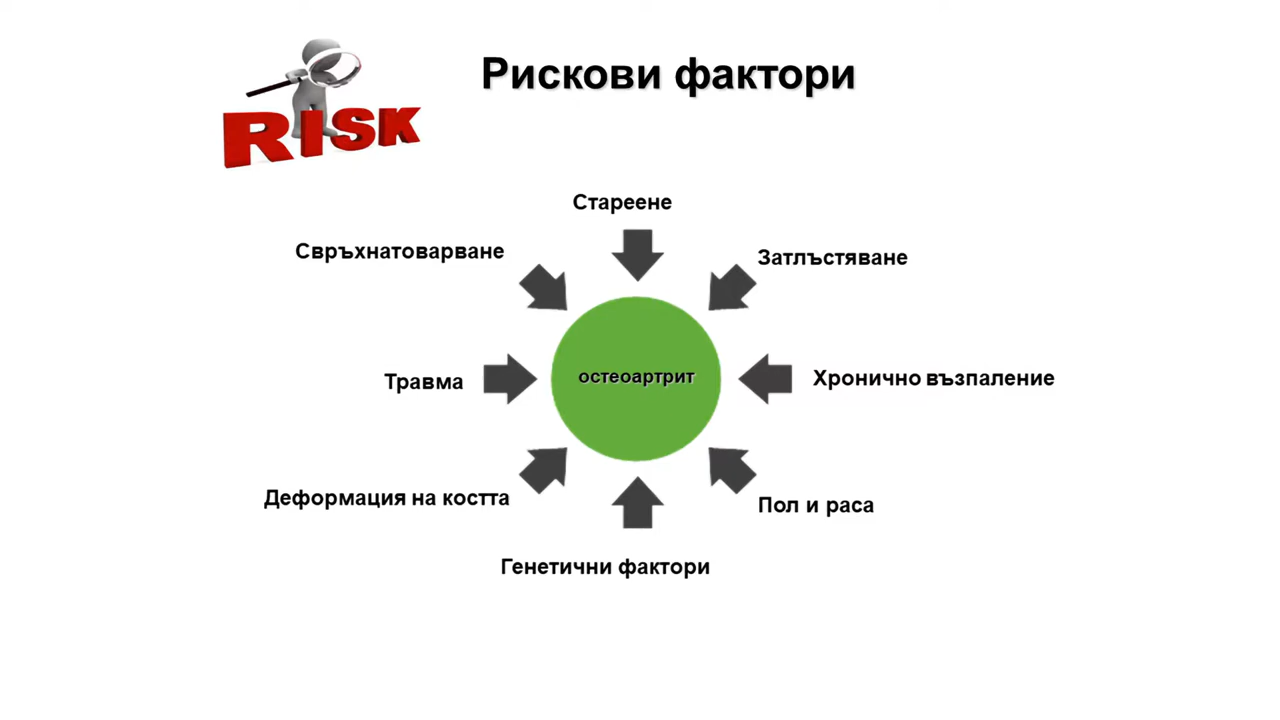 RISK
Рискови фактори
Стареене
Свръхнатоварване
Затлъстяване
Травма
остеоартрит
Хронично възпаление
Деформация на костта
Пол и раса
Генетични фактори